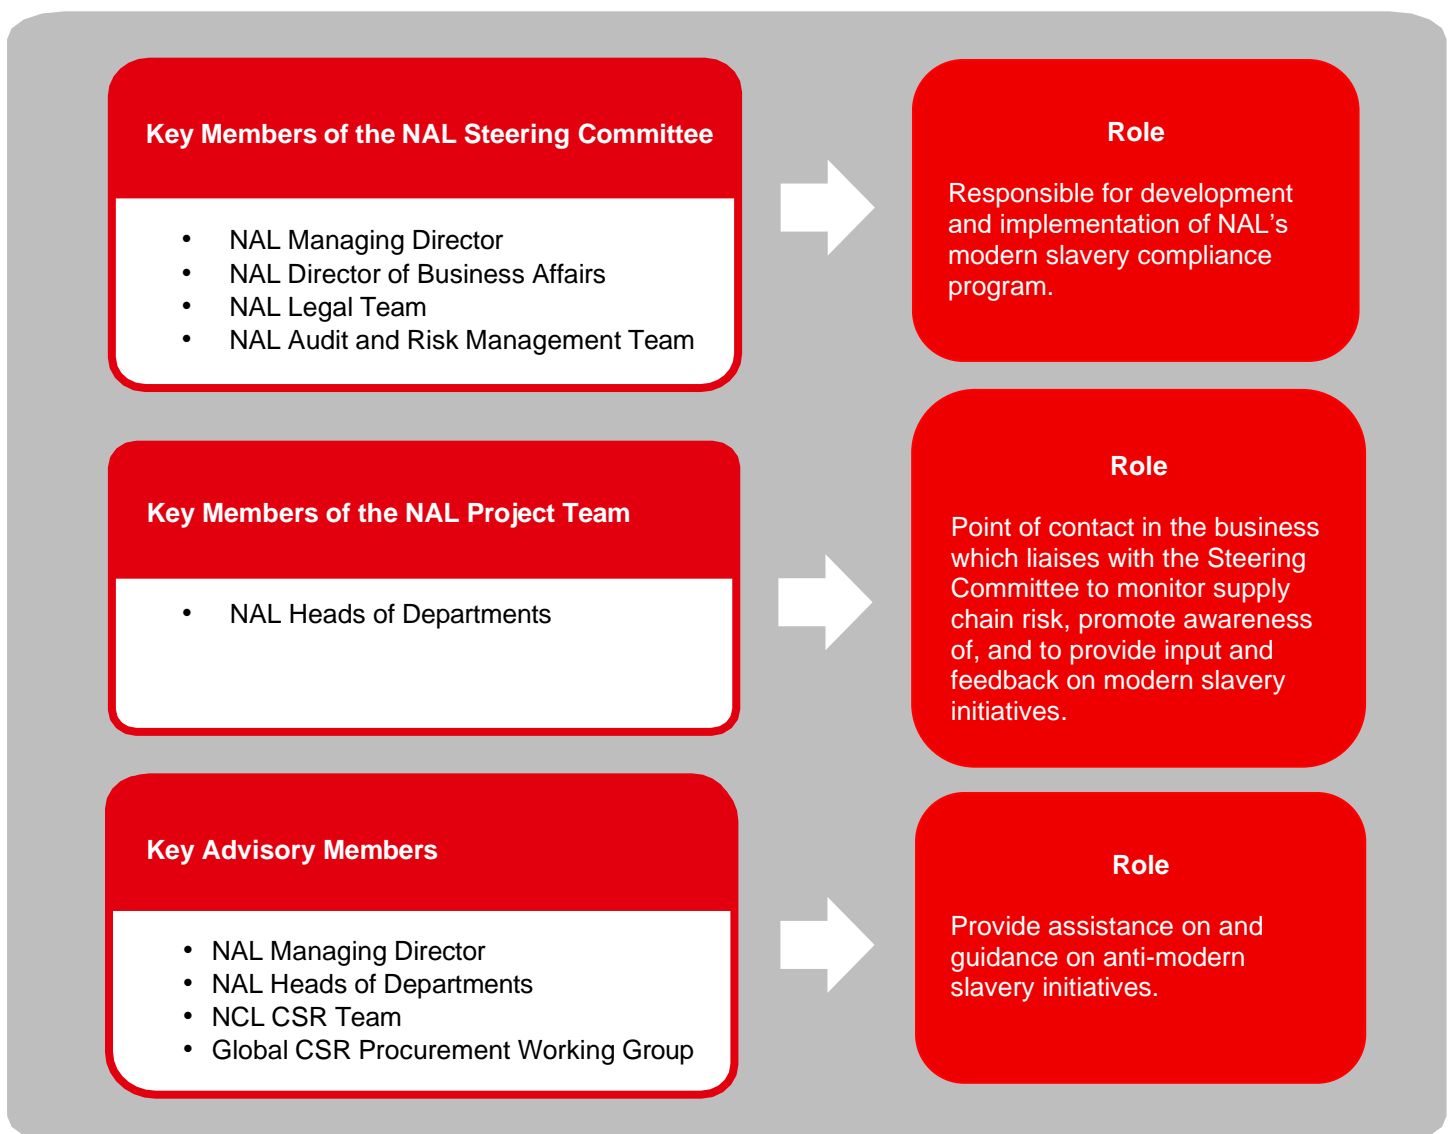 Key Members of the NAL Steering Committee
• NAL Managing Director
• NAL Director of Business Affairs
• NAL Legal Team
• NAL Audit and Risk Management Team
Role
Responsible for development
and implementation of NAL’s
modern slavery compliance
program.
Key Members of the NAL Project Team
• NAL Heads of Departments
Role
Point of contact in the business
which liaises with the Steering
Committee to monitor supply
chain risk, promote awareness
of, and to provide input and
feedback on modern slavery
initiatives.
Key Advisory Members
• NAL Managing Director
• NAL Heads of Departments
• NCL CSR Team
• Global CSR Procurement Working Group
Role
Provide assistance on and
guidance on anti-modern
slavery initiatives.